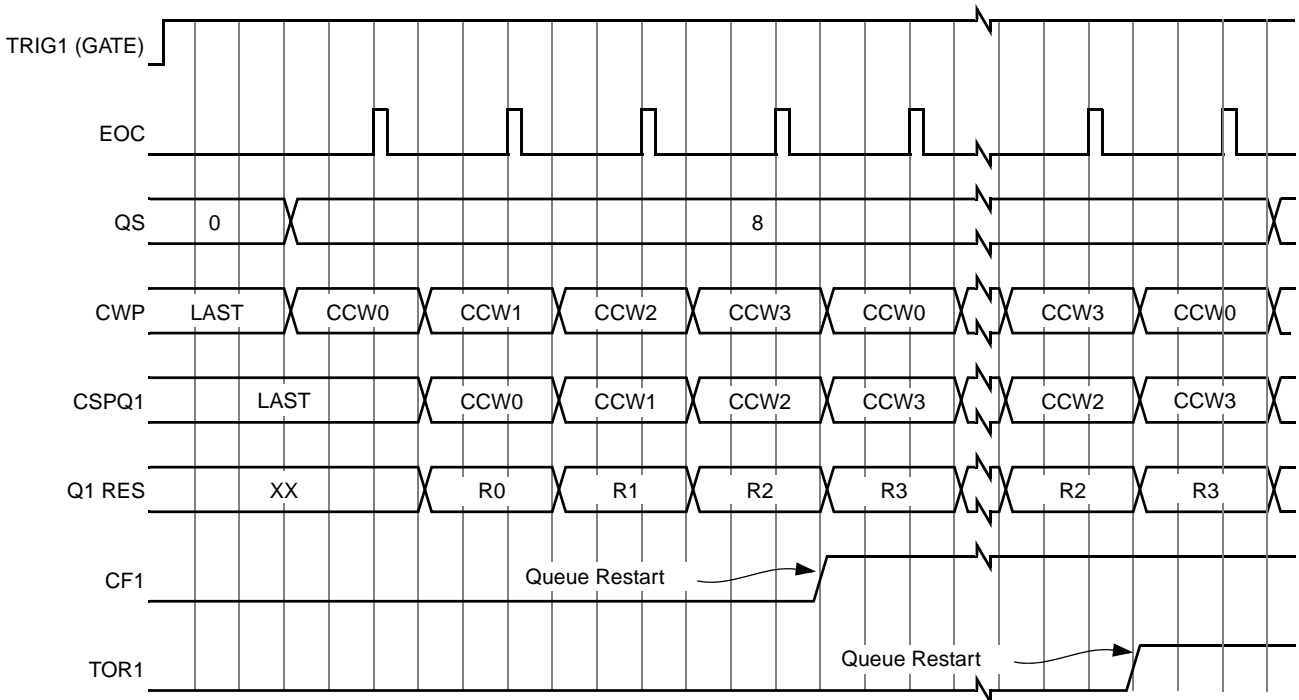 TRIG1 (GATE)
EOC
QS 0 8
CWP LAST CCW0 CCW1 CCW2 CCW3 CCW0 CCW3 CCW0
CSPQ1 LAST CCW0 CCW1 CCW2 CCW3 CCW2 CCW3
Q1 RES XX R0 R1 R2 R3 R2 R3
CF1 Queue Restart
TOR1 Queue Restart